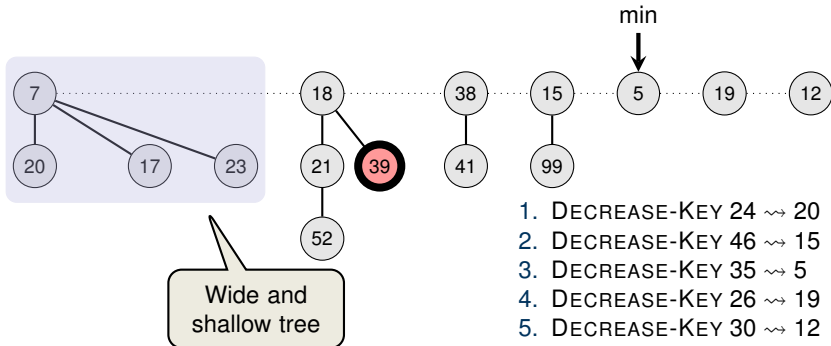 min
7 18 38 15 5 19 12
20 17 23 21 39 41 99
52
Wide and
shallow tree
1. DECREASE-KEY 24 ⇝ 20
2. DECREASE-KEY 46 ⇝ 15
3. DECREASE-KEY 35 ⇝ 5
4. DECREASE-KEY 26 ⇝ 19
5. DECREASE-KEY 30 ⇝ 12